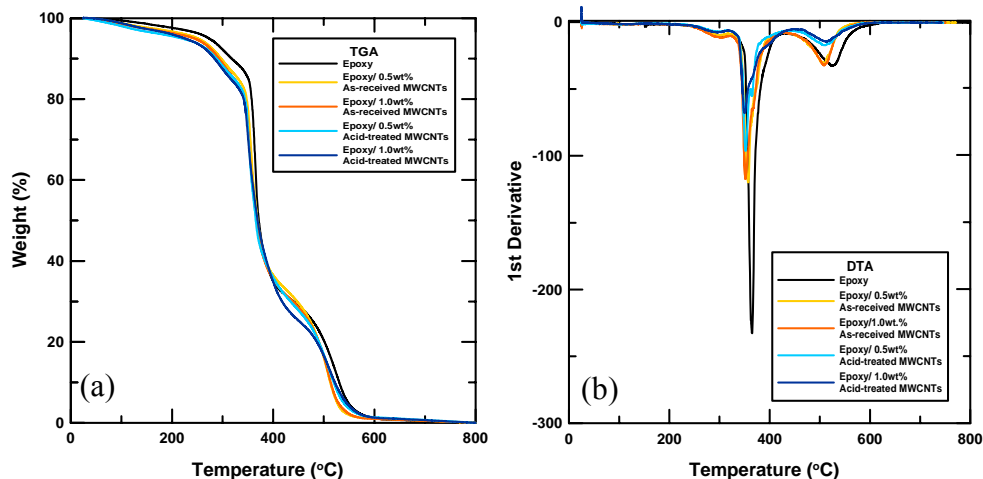 100
80
60
40
20
0
0
200
400
600
800
Weight (%)
Temperature (oC)
(a)
TGA
Epoxy
Epoxy/ 0.5wt%
As-received MWCNTs
Epoxy/ 1.0wt%
As-received MWCNTs
Epoxy/ 0.5wt%
Acid-treated MWCNTs
Epoxy/ 1.0wt%
Acid-treated MWCNTs
0
-100
-200
-300
0
200
400
600
800
1st Derivative
Temperature (oC)
(b)
DTA
Epoxy
Epoxy/ 0.5wt%
As-received MWCNTs
Epoxy/1.0wt.%
As-received MWCNTs
Epoxy/ 0.5wt%
Acid-treated MWCNTs
Epoxy/ 1.0wt%
Acid-treated MWCNTs